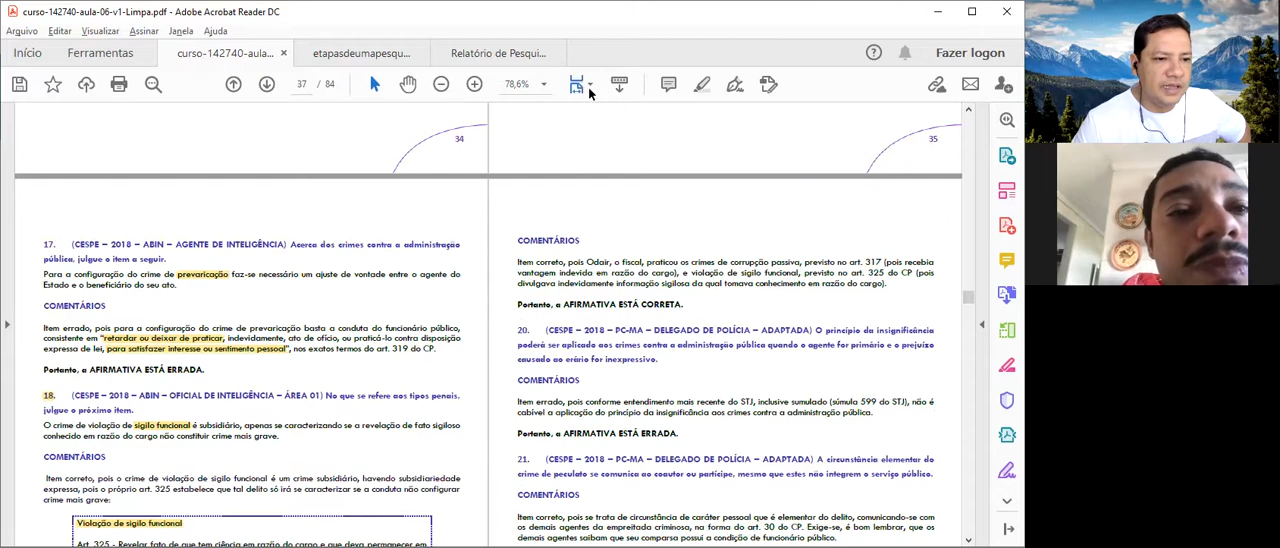 curso-142740-aula-06-v1-Limpa.pdf - Adobe Acrobat Reader DC
Arquivo Editar Visualizar Assinar Janela Ajuda
Início Ferramentas curso-142740-aula... × etapasdeumapesqu... Relatório de Pesqui... Fazer logon
37 / 84 78,6%
34
35
17. (CESPE – 2018 – ABIN – AGENTE DE INTELIGÊNCIA) Acerca dos crimes contra a administração
pública, julgue o item a seguir.
Para a configuração do crime de prevaricação faz-se necessário um ajuste de vontade entre o agente do
Estado e o beneficiário do seu ato.
COMENTÁRIOS
Item errado, pois para a configuração do crime de prevaricação basta a conduta do funcionário público,
consistente em "retardar ou deixar de praticar, indevidamente, ato de ofício, ou praticá-lo contra disposição
expressa de lei, para satisfazer interesse ou sentimento pessoal", nos exatos termos do art. 319 do CP.
Portanto, a AFIRMATIVA ESTÁ ERRADA.
18. (CESPE – 2018 – ABIN – OFICIAL DE INTELIGÊNCIA – ÁREA 01) No que se refere aos tipos penais,
julgue o próximo item.
O crime de violação de sigilo funcional é subsidiário, apenas se caracterizando se a revelação de fato sigiloso
conhecido em razão do cargo não constituir crime mais grave.
COMENTÁRIOS
Item correto, pois o crime de violação de sigilo funcional é um crime subsidiário, havendo subsidiariedade
expressa, pois o próprio art. 325 estabelece que tal delito só irá se caracterizar se a conduta não configurar
crime mais grave:
Violação de sigilo funcional
Art. 325 - Revelar fato de que tem ciência em razão do cargo e que deva permanecer em
COMENTÁRIOS
Item correto, pois Odair, o fiscal, praticou os crimes de corrupção passiva, previsto no art. 317 (pois recebia
vantagem indevida em razão do cargo), e violação de sigilo funcional, previsto no art. 325 do CP (pois
divulgava indevidamente informação sigilosa da qual tomava conhecimento em razão do cargo).
Portanto, a AFIRMATIVA ESTÁ CORRETA.
20. (CESPE – 2018 – PC-MA – DELEGADO DE POLÍCIA – ADAPTADA) O princípio da insignificância
poderá ser aplicado aos crimes contra a administração pública quando o agente for primário e o prejuízo
causado ao erário for inexpressivo.
COMENTÁRIOS
Item errado, pois conforme entendimento mais recente do STJ, inclusive sumulado (súmula 599 do STJ), não é
cabível a aplicação do princípio da insignificância aos crimes contra a administração pública.
Portanto, a AFIRMATIVA ESTÁ ERRADA.
21. (CESPE – 2018 – PC-MA – DELEGADO DE POLÍCIA – ADAPTADA) A circunstância elementar do
crime de peculato se comunica ao coautor ou partícipe, mesmo que estes não integrem o serviço público.
COMENTÁRIOS
Item correto, pois se trata de circunstância de caráter pessoal que é elementar do delito, comunicando-se com
os demais agentes da empreitada criminosa, na forma do art. 30 do CP. Exige-se, é bom lembrar, que os
demais agentes saibam que seu comparsa possui a condição de funcionário público.